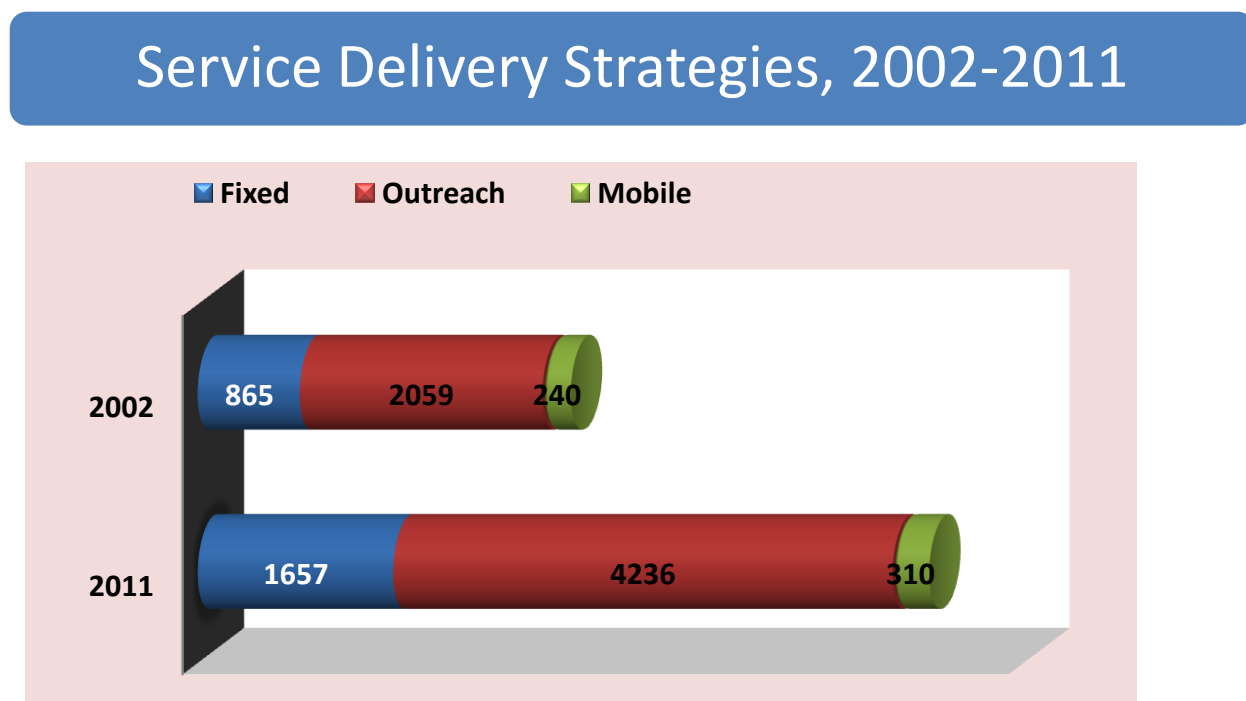 Service Delivery Strategies, 2002-2011
Fixed Outreach Mobile
2002 865 2059 240
2011 1657 4236 310